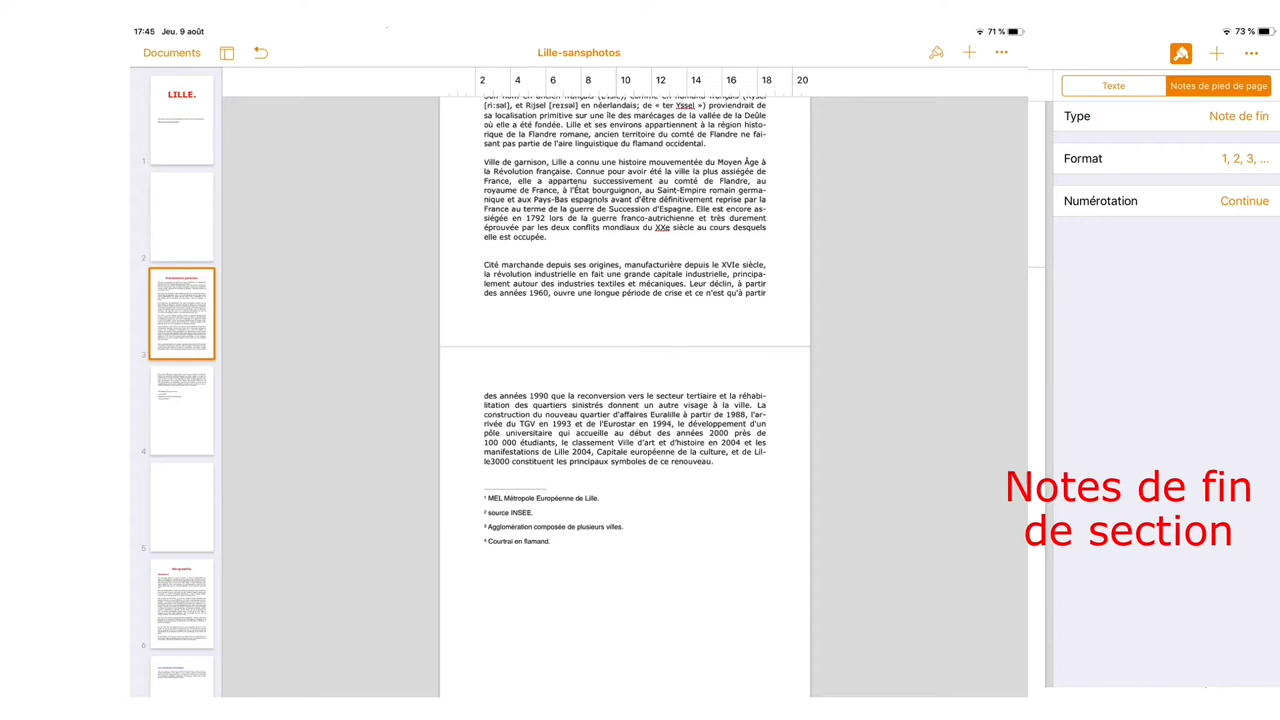 17:45 Jeu. 9 août
71 %
73 %
Documents
Lille-sansphotos
2 4 6 8 10 12 14 16 18 20
Texte
Notes de pied de page
Type
Note de fin
Format
1, 2, 3, ...
Numérotation
Continue
LILLE.
1
2
Présentation générale
3
4
5
Géographie
6
[ri:səl], et Rijsel [rɛɪsəl] en néerlandais; de « ter Yssel ») proviendrait de
sa localisation primitive sur une île des marécages de la vallée de la Deûle
où elle a été fondée. Lille et ses environs appartiennent à la région histo-
rique de la Flandre romane, ancien territoire du comté de Flandre ne fai-
sant pas partie de l'aire linguistique du flamand occidental.
Ville de garnison, Lille a connu une histoire mouvementée du Moyen Âge à
la Révolution française. Connue pour avoir été la ville la plus assiégée de
France, elle a appartenu successivement au comté de Flandre, au
royaume de France, à l'État bourguignon, au Saint-Empire romain germa-
nique et aux Pays-Bas espagnols avant d'être définitivement reprise par la
France au terme de la guerre de Succession d'Espagne. Elle est encore as-
siégée en 1792 lors de la guerre franco-autrichienne et très durement
éprouvée par les deux conflits mondiaux du XXe siècle au cours desquels
elle est occupée.
Cité marchande depuis ses origines, manufacturière depuis le XVIe siècle,
la révolution industrielle en fait une grande capitale industrielle, principa-
lement autour des industries textiles et mécaniques. Leur déclin, à partir
des années 1960, ouvre une longue période de crise et ce n'est qu'à partir
des années 1990 que la reconversion vers le secteur tertiaire et la réhabi-
litation des quartiers sinistrés donnent un autre visage à la ville. La
construction du nouveau quartier d'affaires Euralille à partir de 1988, l'ar-
rivée du TGV en 1993 et de l'Eurostar en 1994, le développement d'un
pôle universitaire qui accueille au début des années 2000 près de
100 000 étudiants, le classement Ville d'art et d'histoire en 2004 et les
manifestations de Lille 2004, Capitale européenne de la culture, et de Lil-
le3000 constituent les principaux symboles de ce renouveau.
¹ MEL Métropole Européenne de Lille.
² source INSEE.
³ Agglomération composée de plusieurs villes.
⁴ Courtrai en flamand.
Notes de fin
de section